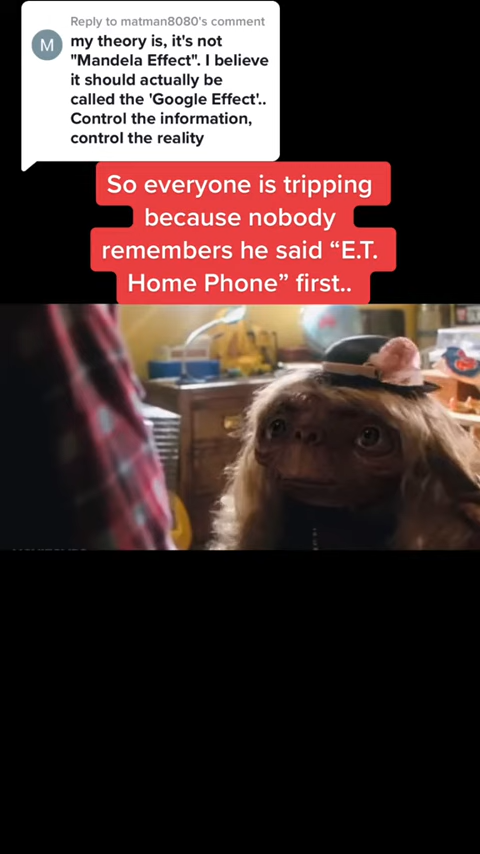 Reply to matman8080's comment
M
my theory is, it's not
"Mandela Effect". I believe
it should actually be
called the 'Google Effect'..
Control the information,
control the reality
So everyone is tripping
because nobody
remembers he said “E.T.
Home Phone” first..